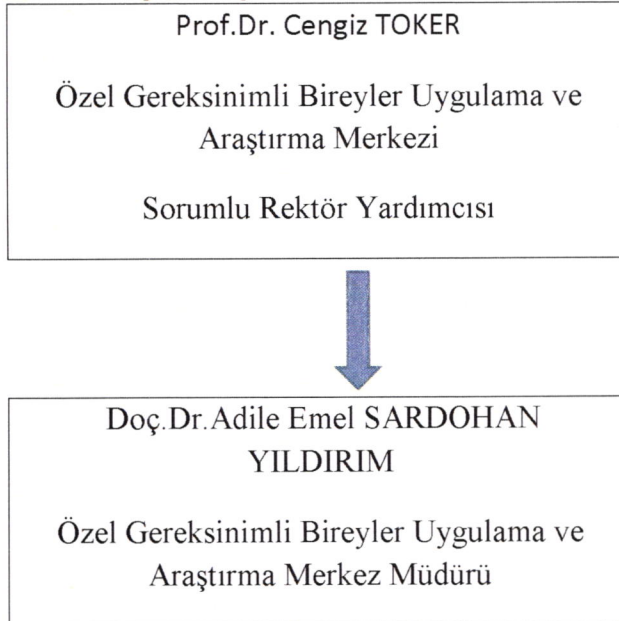 Prof.Dr. Cengiz TOKER
Özel Gereksinimli Bireyler Uygulama ve
Araştırma Merkezi
Sorumlu Rektör Yardımcısı
Doç.Dr.Adile Emel SARDOHAN
YILDIRIM
Özel Gereksinimli Bireyler Uygulama ve
Araştırma Merkez Müdürü